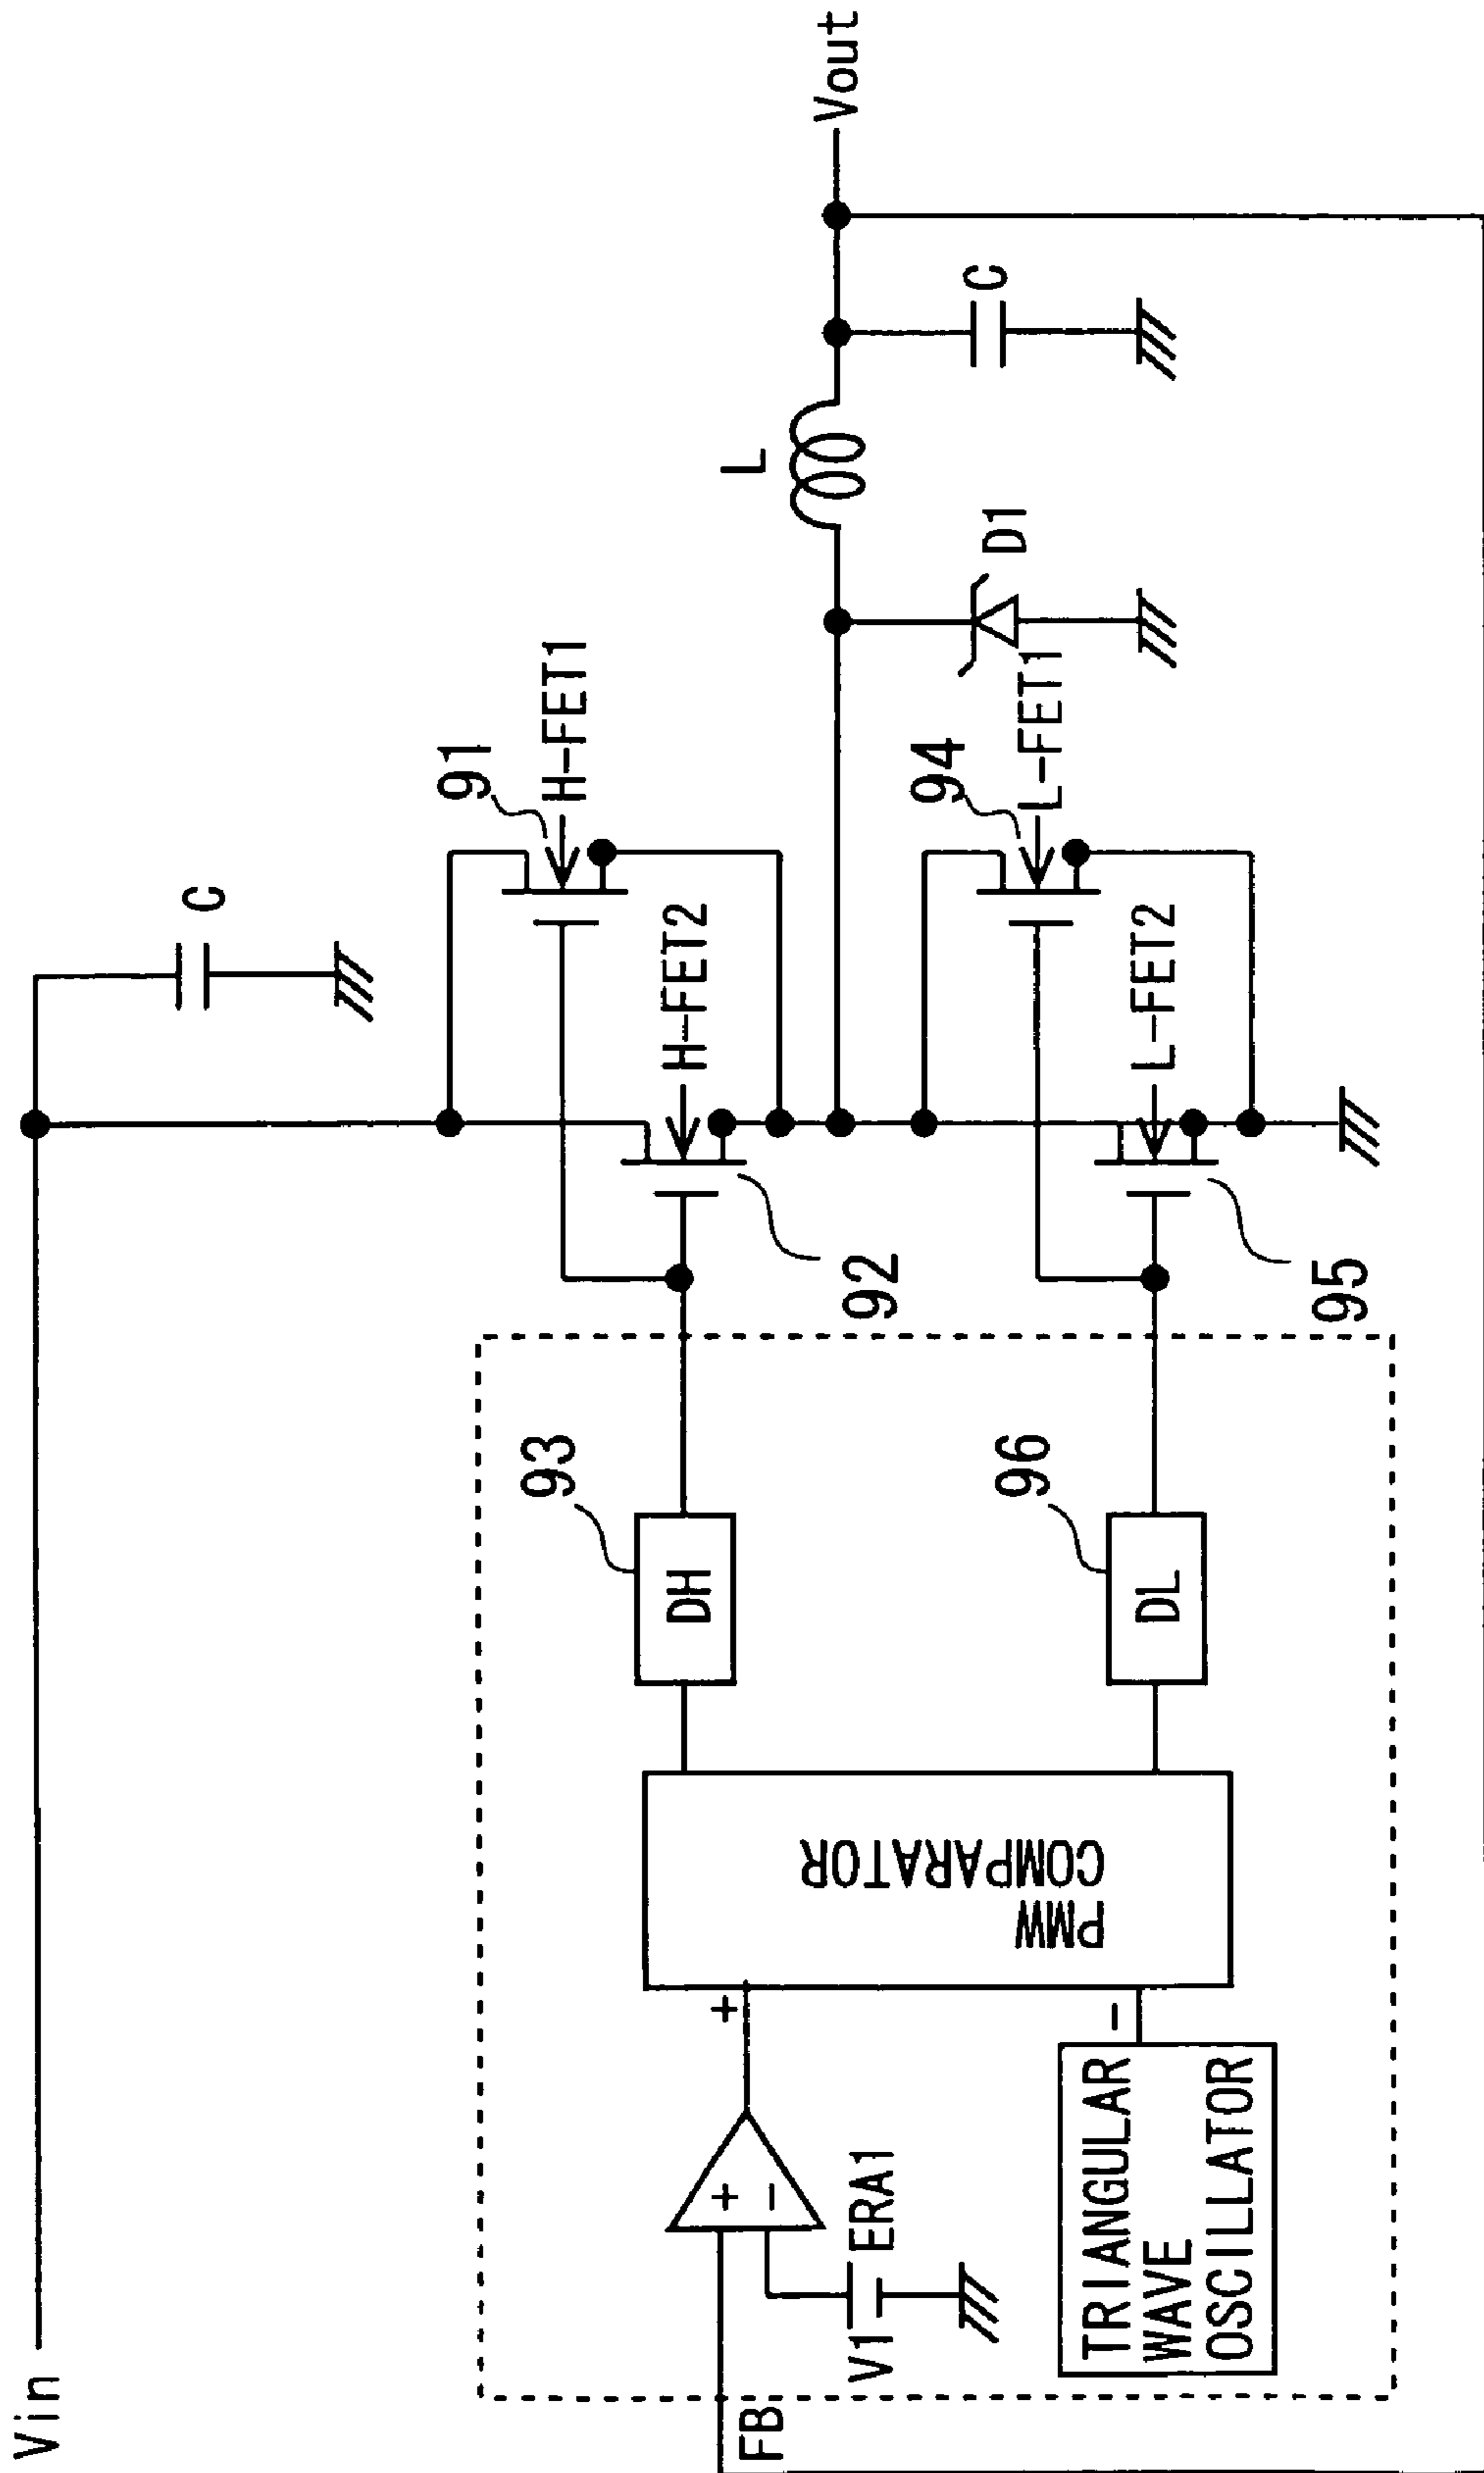 Vin
C
91
H-FET1
H-FET2
92
93
DH
FB
+
-
V1
ERA1
+
-
PMW
COMPARATOR
TRIANGULAR
WAVE
OSCILLATOR
96
DL
94
L-FET1
L-FET2
95
L
D1
C
Vout